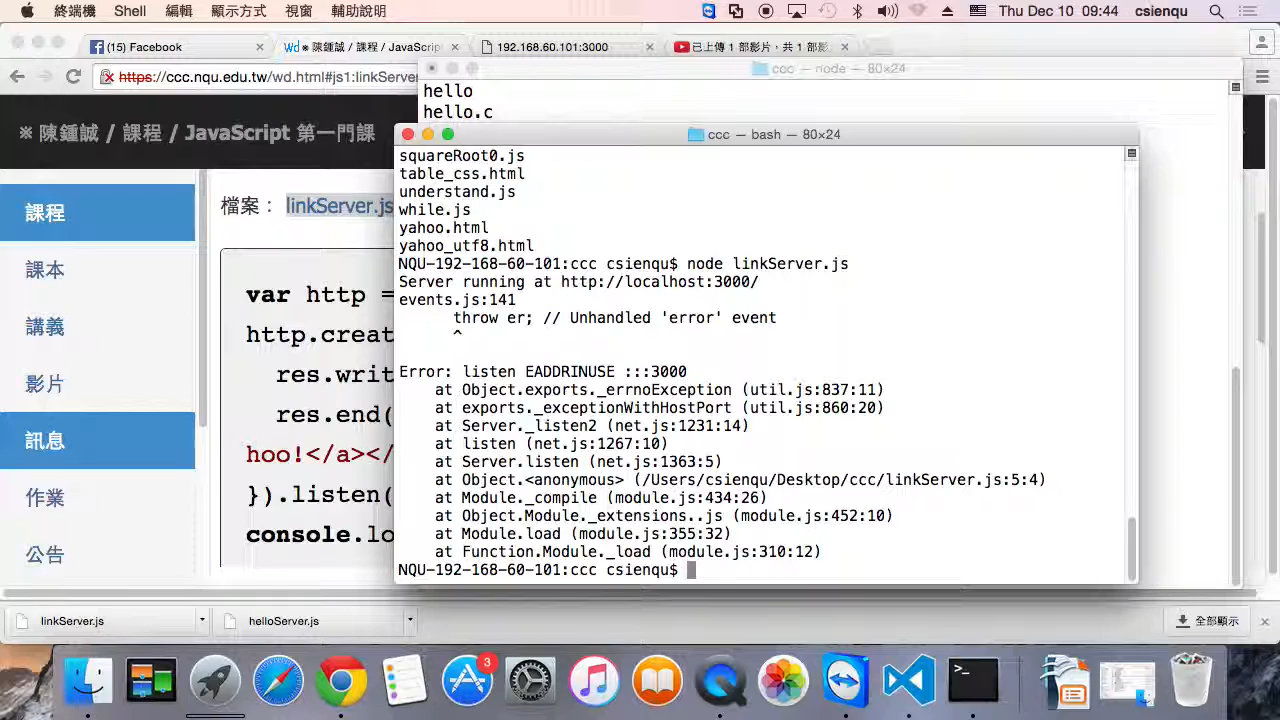 終端機 Shell 編輯 顯示方式 視窗 輔助說明 Thu Dec 10 09:44 csienqu
(15) Facebook
Wd ※ 陳鍾誠 / 課程 / JavaScrip
192.168.60.101:3000
已上傳 1 部影片，共 1 部影
https://ccc.nqu.edu.tw/wd.html#js1:linkServer
ccc — node — 80×24
hello
hello.c
※ 陳鍾誠 / 課程 / JavaScript 第一門課
課程
課本
講義
影片
訊息
作業
公告
檔案： linkServer.js
var http =
http.creat
res.writ
res.end(
hoo!</a></
}).listen(
console.lo
ccc — bash — 80×24
squareRoot0.js
table_css.html
understand.js
while.js
yahoo.html
yahoo_utf8.html
NQU-192-168-60-101:ccc csienqu$ node linkServer.js
Server running at http://localhost:3000/
events.js:141
throw er; // Unhandled 'error' event
^
Error: listen EADDRINUSE :::3000
at Object.exports._errnoException (util.js:837:11)
at exports._exceptionWithHostPort (util.js:860:20)
at Server._listen2 (net.js:1231:14)
at listen (net.js:1267:10)
at Server.listen (net.js:1363:5)
at Object.<anonymous> (/Users/csienqu/Desktop/ccc/linkServer.js:5:4)
at Module._compile (module.js:434:26)
at Object.Module._extensions..js (module.js:452:10)
at Module.load (module.js:355:32)
at Function.Module._load (module.js:310:12)
NQU-192-168-60-101:ccc csienqu$
linkServer.js
helloServer.js
全部顯示
3
>_